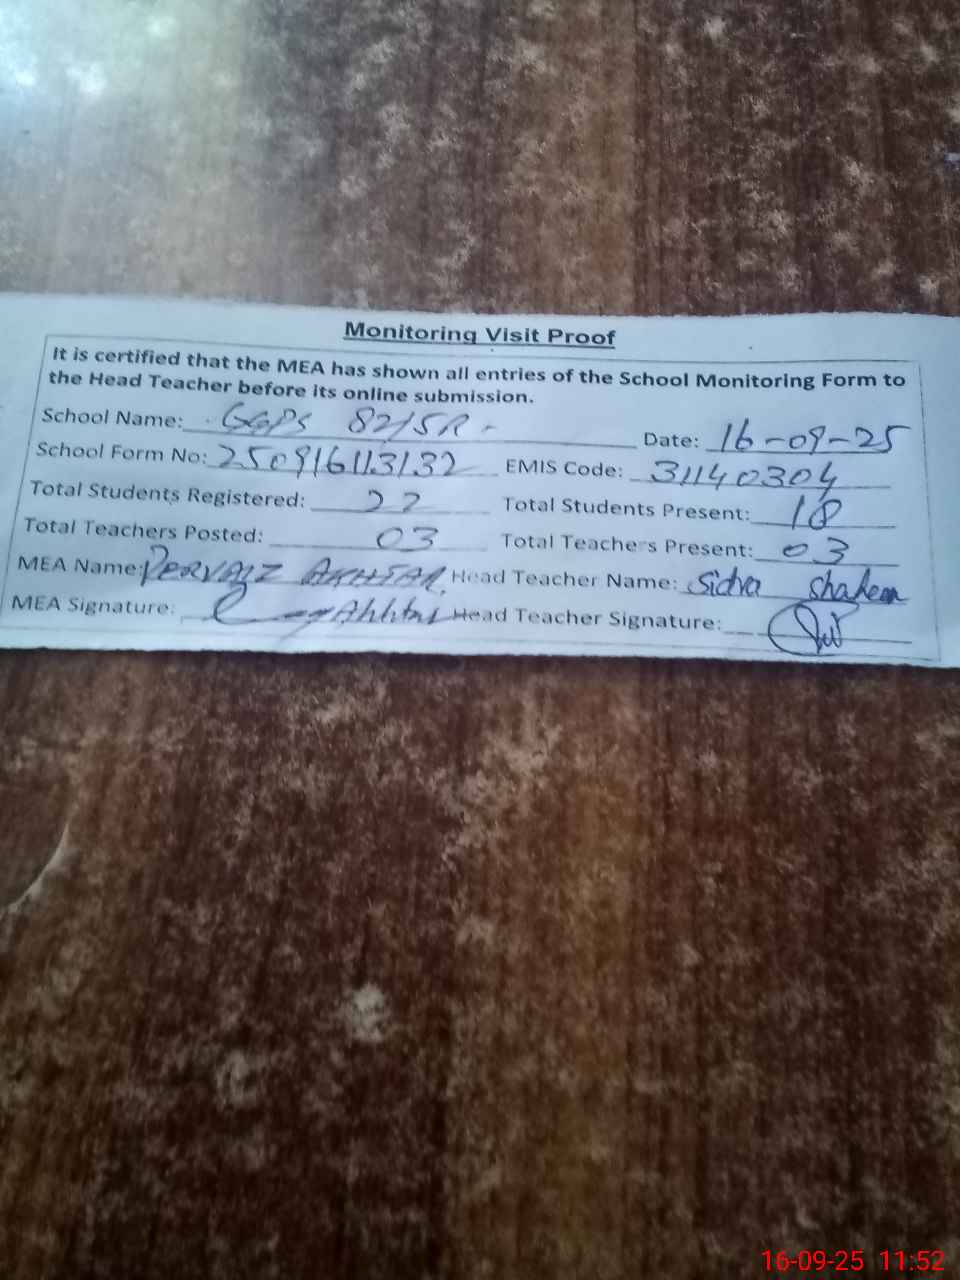 Monitoring Visit Proof
It is certified that the MEA has shown all entries of the School Monitoring Form to
the Head Teacher before its online submission.
School Name: GGPS 82/5R Date: 16-09-25
School Form No: 250916113132 EMIS Code: 31140304
Total Students Registered: 22 Total Students Present: 18
Total Teachers Posted: 03 Total Teachers Present: 03
MEA Name: PERVAIZ AKHTAR Head Teacher Name: Sidra Shaheen
MEA Signature: Akhtar Head Teacher Signature:
16-09-25 11:52